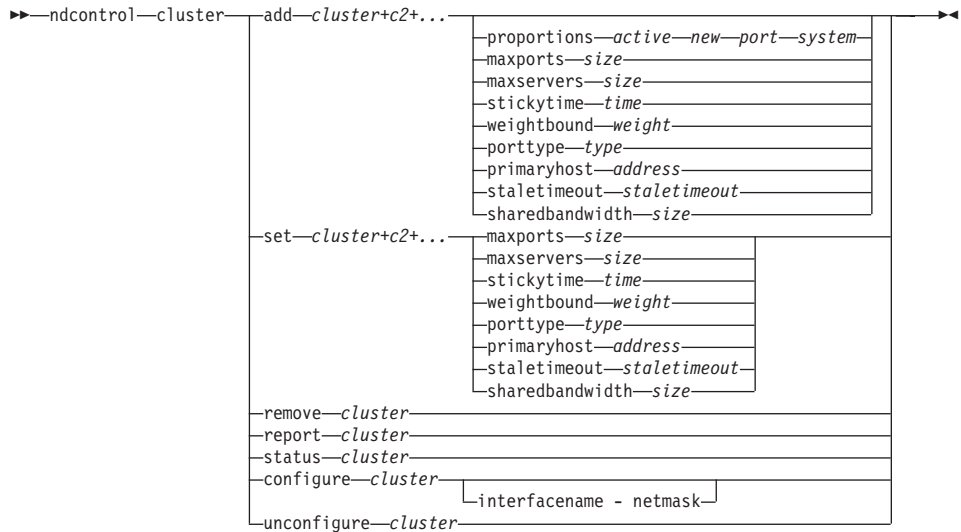 ndcontrol cluster add cluster+c2+...
proportions active new port system
maxports size
maxservers size
stickytime time
weightbound weight
porttype type
primaryhost address
staletimeout staletimeout
sharedbandwidth size
set cluster+c2+... maxports size
maxservers size
stickytime time
weightbound weight
porttype type
primaryhost address
staletimeout staletimeout
sharedbandwidth size
remove cluster
report cluster
status cluster
configure cluster
interfacename - netmask
unconfigure cluster